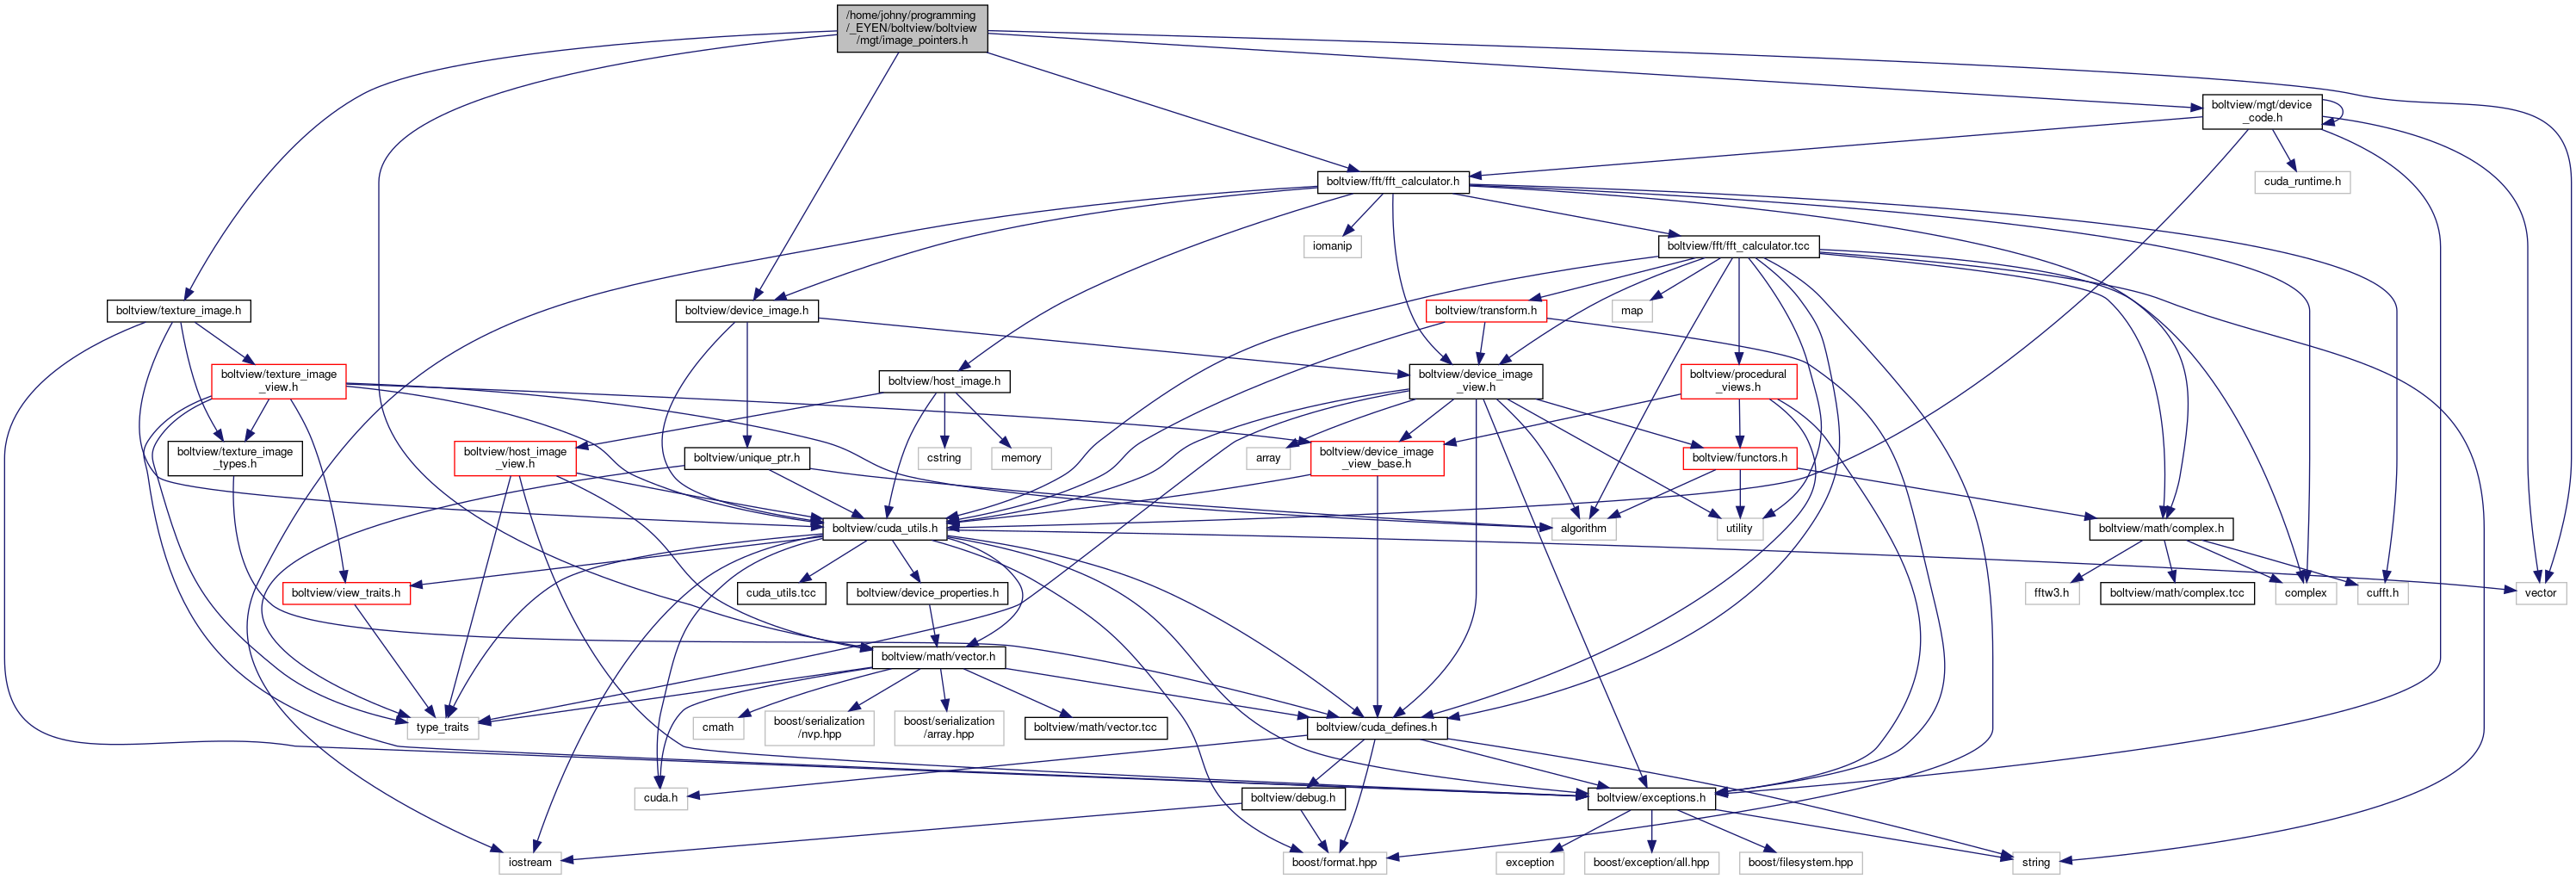 /home/johny/programming
/_EYEN/boltview/boltview
/mgt/image_pointers.h
boltview/mgt/device
_code.h
boltview/fft/fft_calculator.h
cuda_runtime.h
iomanip
boltview/fft/fft_calculator.tcc
boltview/texture_image.h
boltview/device_image.h
boltview/transform.h
map
boltview/texture_image
_view.h
boltview/host_image.h
boltview/device_image
_view.h
boltview/procedural
_views.h
boltview/texture_image
_types.h
boltview/host_image
_view.h
boltview/unique_ptr.h
cstring
memory
array
boltview/device_image
_view_base.h
boltview/functors.h
boltview/cuda_utils.h
algorithm
utility
boltview/math/complex.h
boltview/view_traits.h
cuda_utils.tcc
boltview/device_properties.h
fftw3.h
boltview/math/complex.tcc
complex
cufft.h
vector
boltview/math/vector.h
type_traits
cmath
boost/serialization
/nvp.hpp
boost/serialization
/array.hpp
boltview/math/vector.tcc
boltview/cuda_defines.h
cuda.h
boltview/debug.h
boltview/exceptions.h
iostream
boost/format.hpp
exception
boost/exception/all.hpp
boost/filesystem.hpp
string